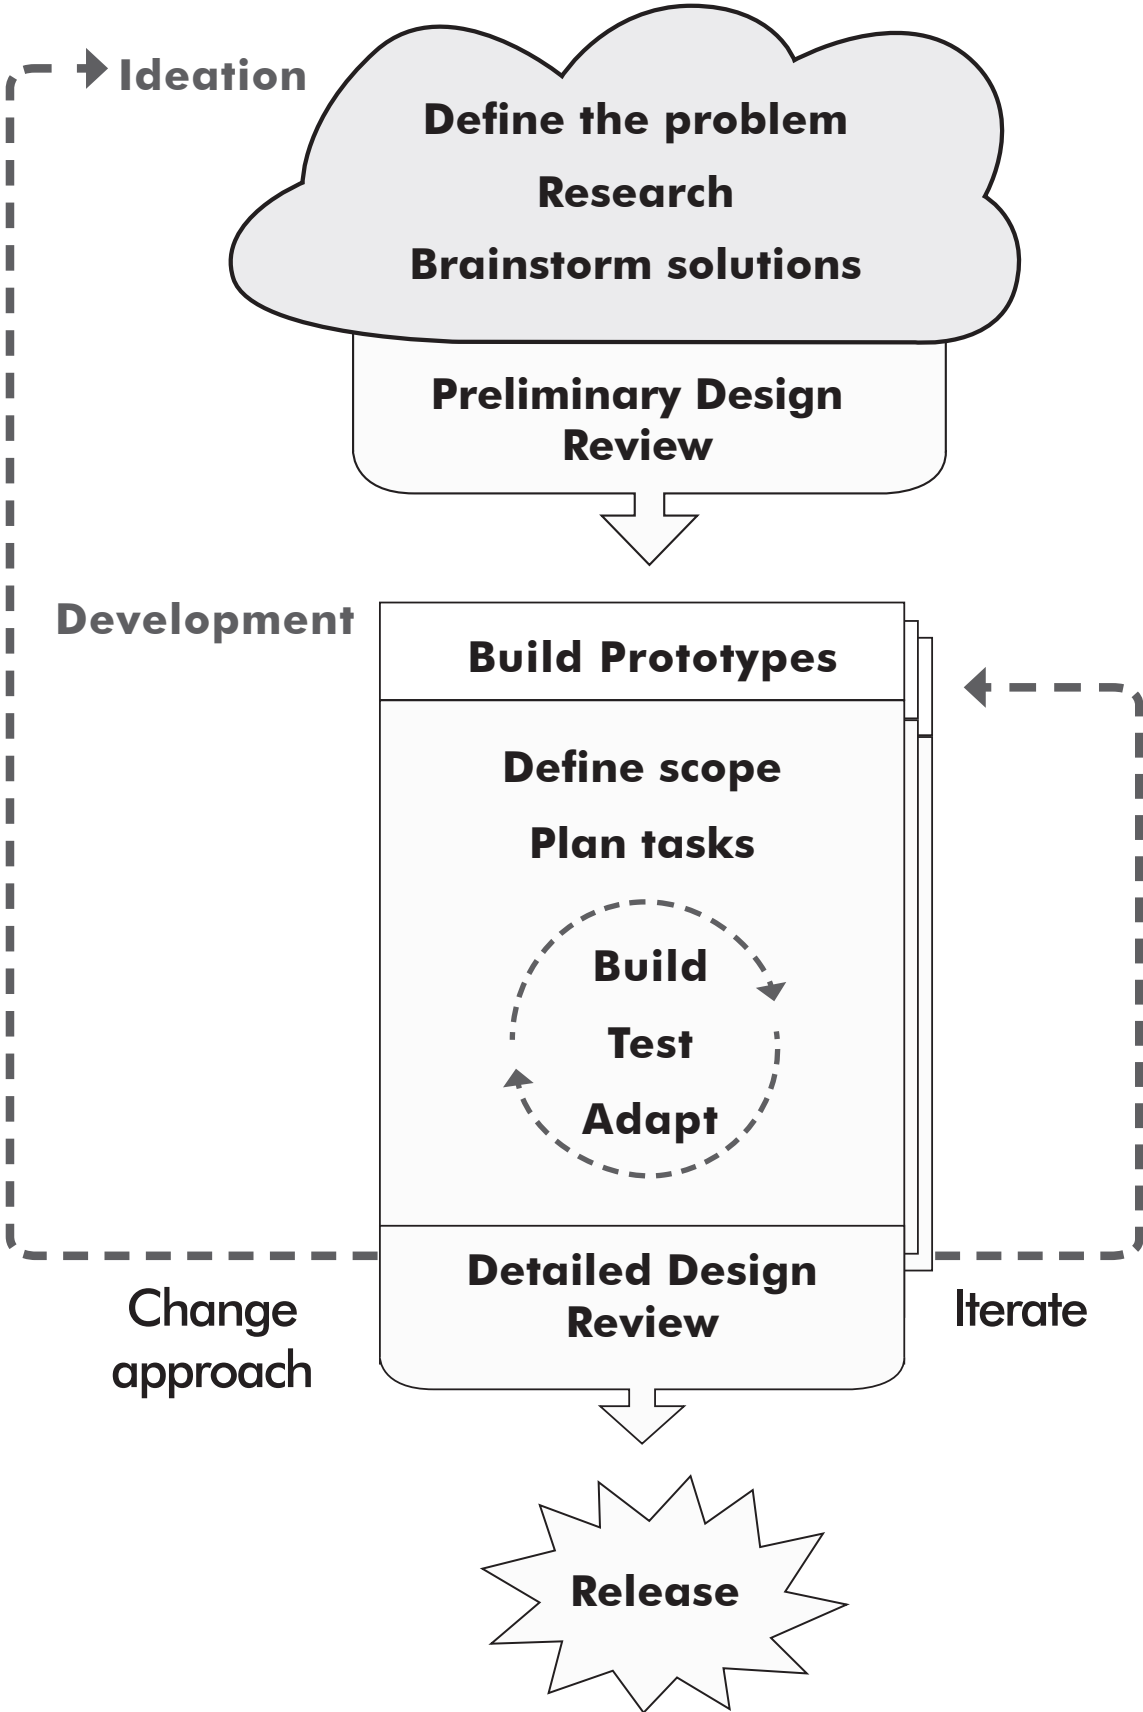 Ideation
Define the problem
Research
Brainstorm solutions
Preliminary Design
Review
Development
Build Prototypes
Define scope
Plan tasks
Build
Test
Adapt
Detailed Design
Review
Change
approach
Iterate
Release